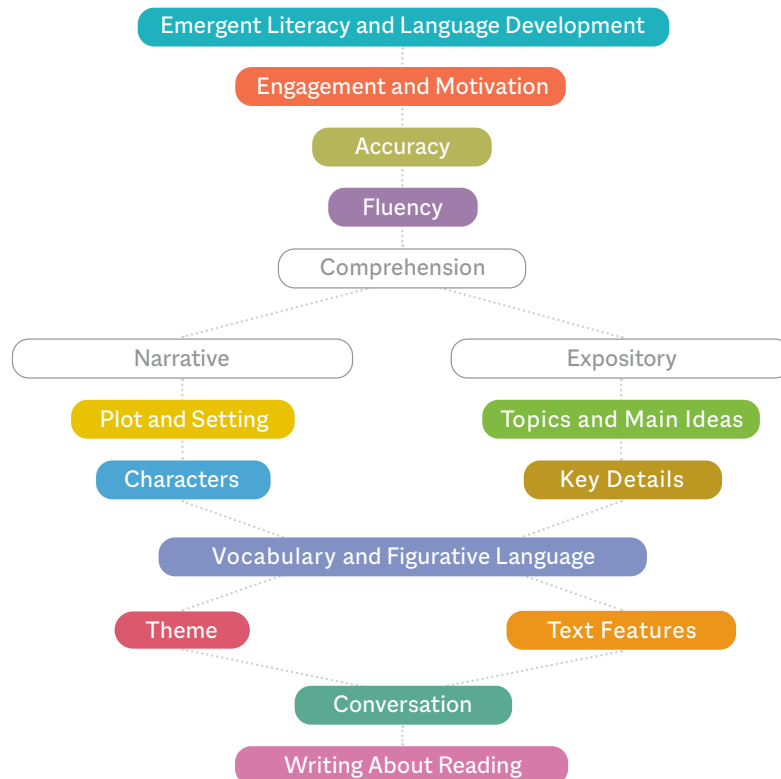 Emergent Literacy and Language Development
Engagement and Motivation
Accuracy
Fluency
Comprehension
Narrative
Expository
Plot and Setting
Topics and Main Ideas
Characters
Key Details
Vocabulary and Figurative Language
Theme
Text Features
Conversation
Writing About Reading